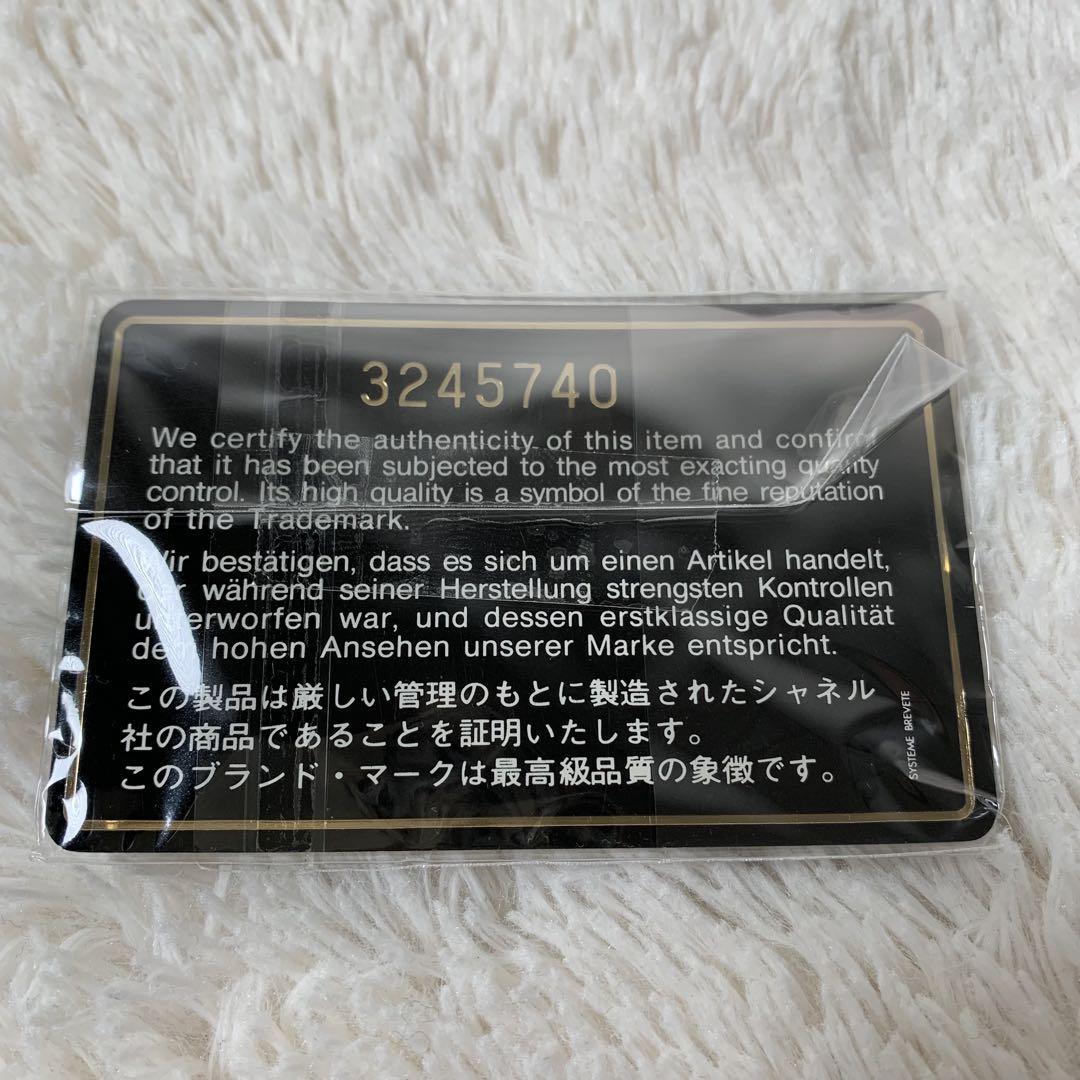 3245740
We certify the authenticity of this item and confirm
that it has been subjected to the most exacting quality
control. Its high quality is a symbol of the fine reputation
of the Trademark.
Wir bestätigen, dass es sich um einen Artikel handelt,
der während seiner Herstellung strengsten Kontrollen
unterworfen war, und dessen erstklassige Qualität
dem hohen Ansehen unserer Marke entspricht.
この製品は厳しい管理のもとに製造されたシャネル
社の商品であることを証明いたします。
このブランド・マークは最高級品質の象徴です。
SYSTEME BREVETE